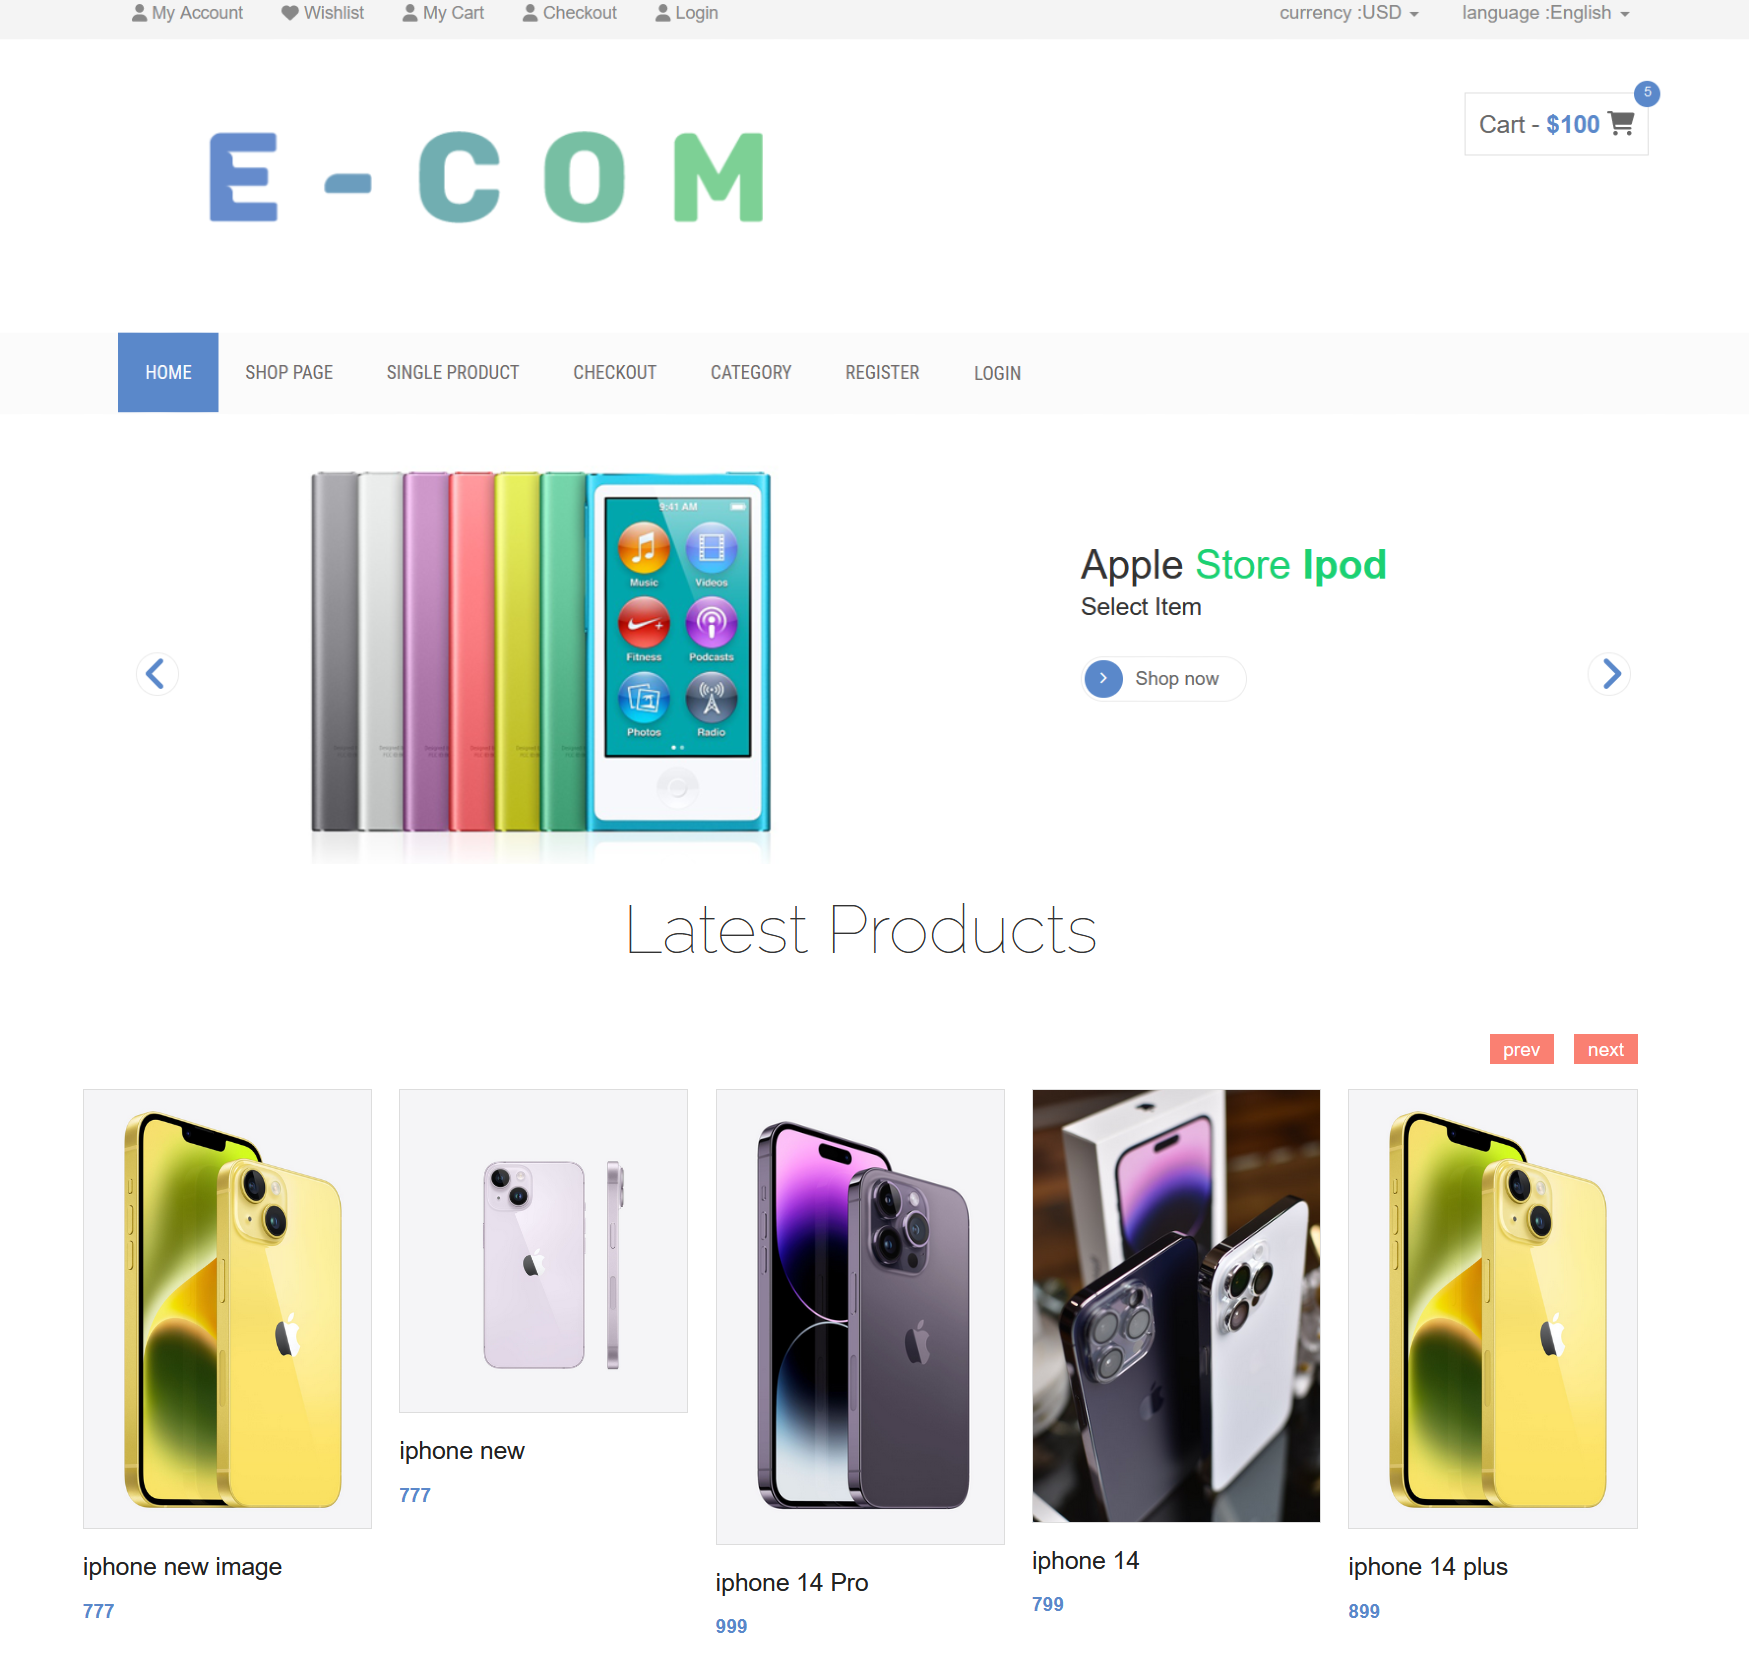 My Account Wishlist My Cart Checkout Login currency :USD language :English
5
Cart - $100
E-COM
HOME SHOP PAGE SINGLE PRODUCT CHECKOUT CATEGORY REGISTER LOGIN
9:41 AM
Music Videos
Fitness Podcasts
Photos Radio
Apple Store Ipod
Select Item
Shop now
Latest Products
prev next
iphone new image
777
iphone new
777
iphone 14 Pro
999
iphone 14
799
iphone 14 plus
899